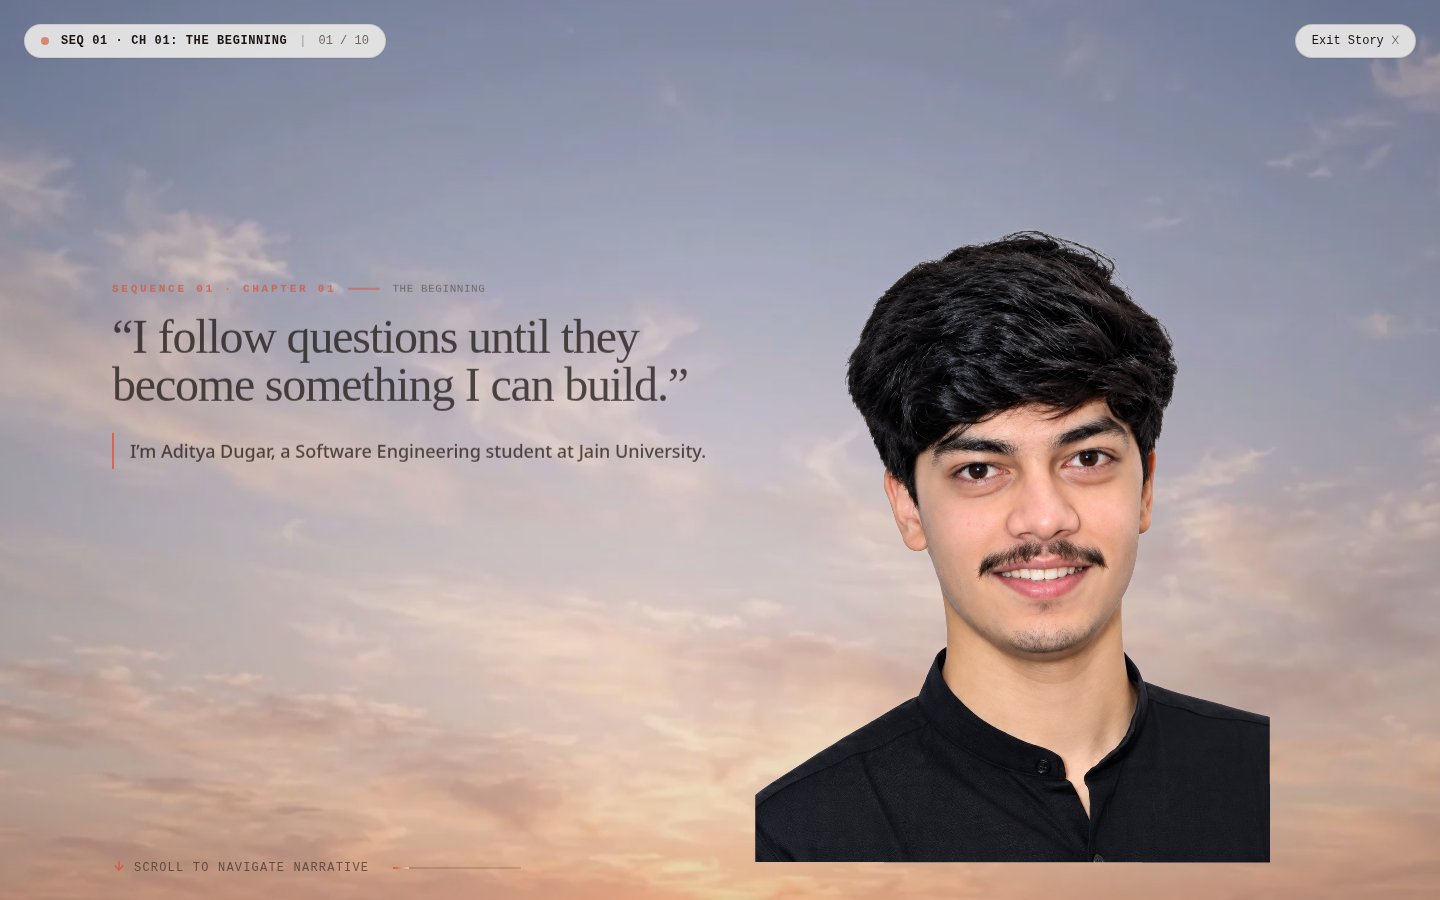 SEQ 01 · CH 01: THE BEGINNING | 01 / 10
Exit Story X
SEQUENCE 01 · CHAPTER 01 THE BEGINNING
“I follow questions until they
become something I can build.”
I’m Aditya Dugar, a Software Engineering student at Jain University.
↓ SCROLL TO NAVIGATE NARRATIVE